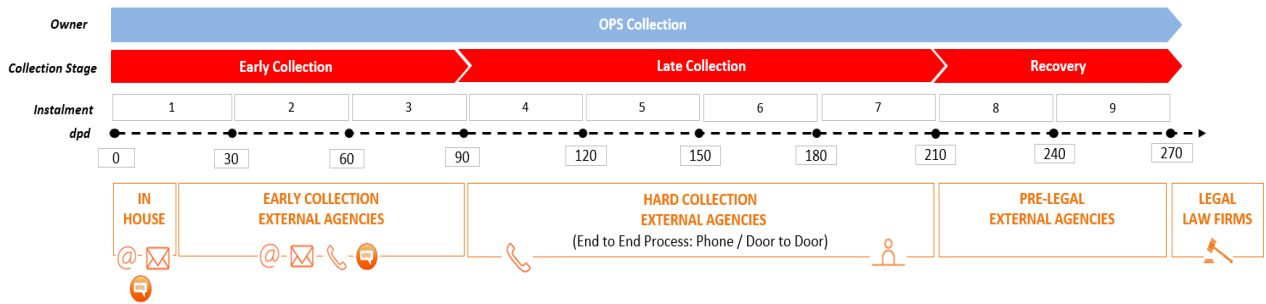 Owner
OPS Collection
Collection Stage
Early Collection
Late Collection
Recovery
Instalment
1
2
3
4
5
6
7
8
9
dpd
0
30
60
90
120
150
180
210
240
270
IN
HOUSE
EARLY COLLECTION
EXTERNAL AGENCIES
HARD COLLECTION
EXTERNAL AGENCIES
(End to End Process: Phone / Door to Door)
PRE-LEGAL
EXTERNAL AGENCIES
LEGAL
LAW FIRMS
@
@